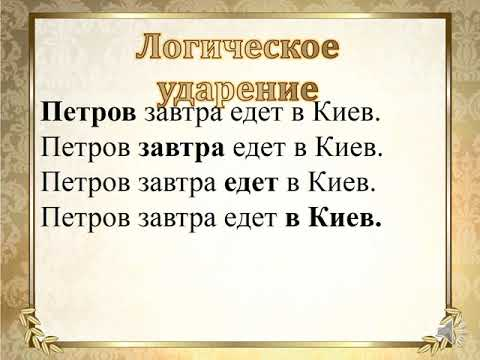 Логическое
ударение
Петров завтра едет в Киев.
Петров завтра едет в Киев.
Петров завтра едет в Киев.
Петров завтра едет в Киев.